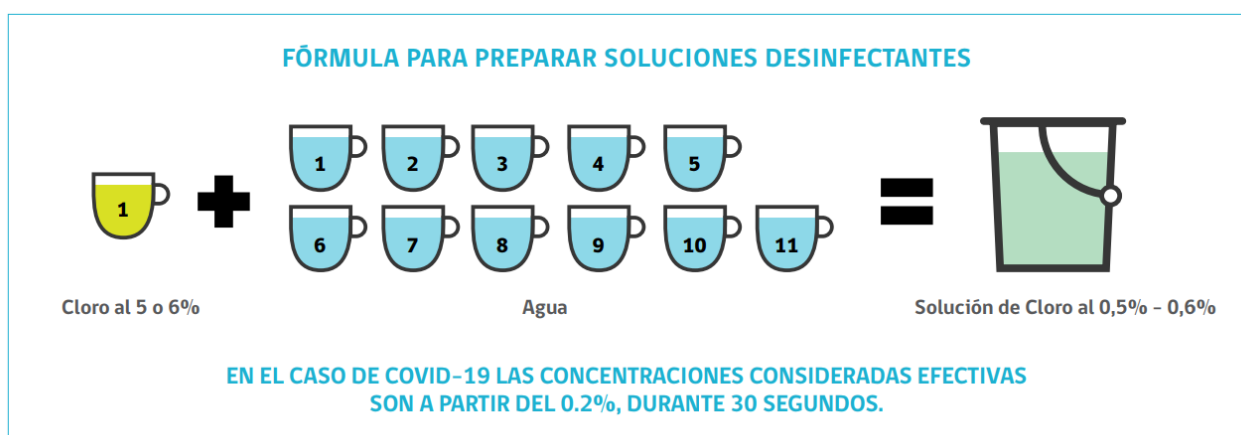 FÓRMULA PARA PREPARAR SOLUCIONES DESINFECTANTES
1 2 3 4 5
1
6 7 8 9 10 11
Cloro al 5 o 6%
Agua
Solución de Cloro al 0,5% - 0,6%
EN EL CASO DE COVID-19 LAS CONCENTRACIONES CONSIDERADAS EFECTIVAS
SON A PARTIR DEL 0.2%, DURANTE 30 SEGUNDOS.